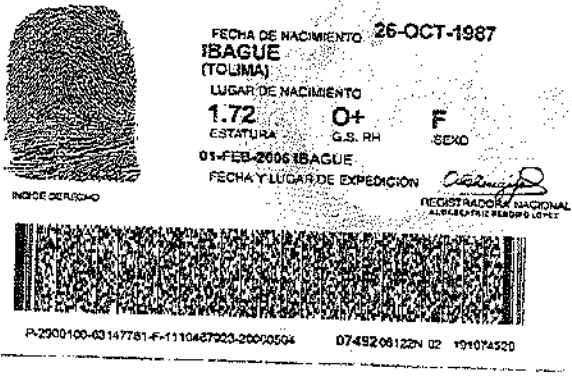 FECHA DE NACIMIENTO 26-OCT-1987
IBAGUE
(TOLIMA)
LUGAR DE NACIMIENTO
1.72 O+ F
ESTATURA G.S. RH SEXO
01-FEB-2006 IBAGUE
FECHA Y LUGAR DE EXPEDICIÓN
INDICE DERECHO
REGISTRADORA NACIONAL